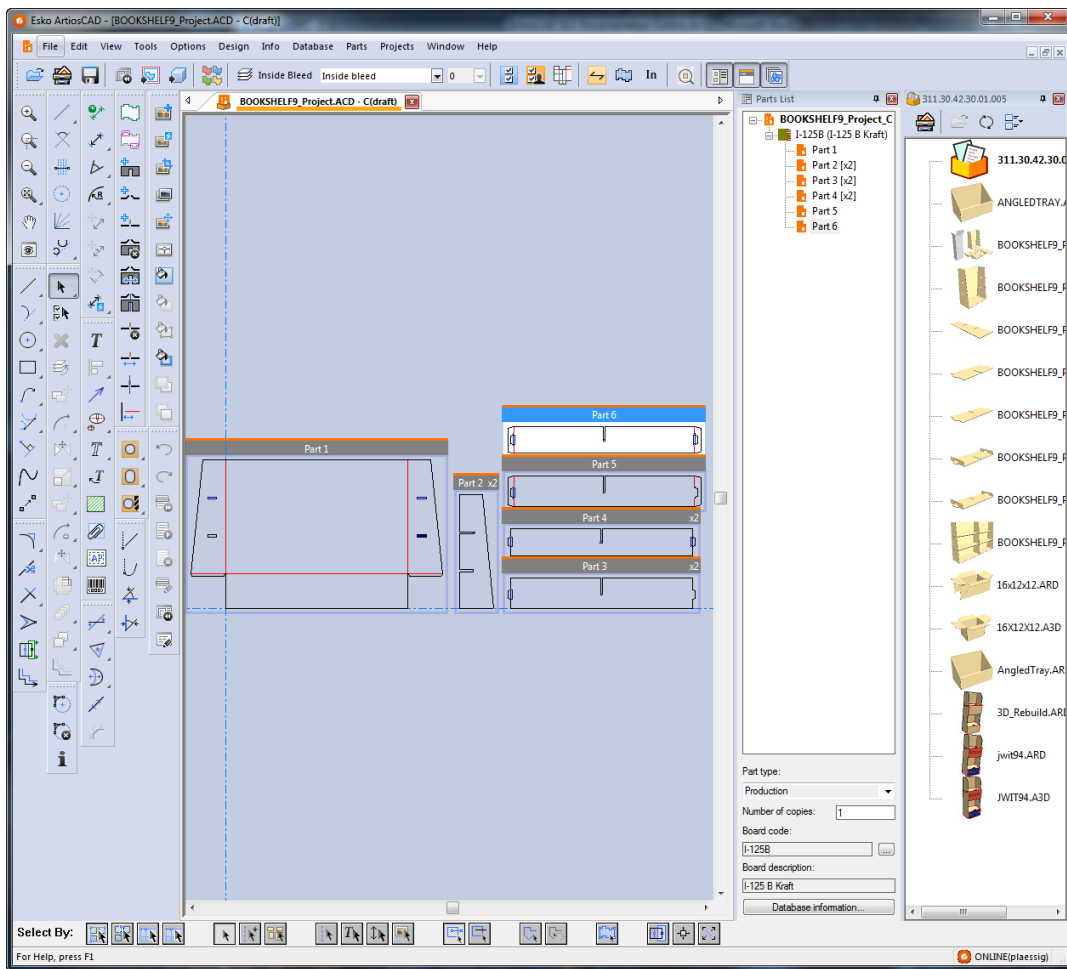 Esko ArtiosCAD - [BOOKSHELF9_Project.ACD - C(draft)]
File Edit View Tools Options Design Info Database Parts Projects Window Help
Inside Bleed Inside bleed 0 In
BOOKSHELF9_Project.ACD - C(draft)
Parts List
311.30.42.30.01.005
BOOKSHELF9_Project_C
I-125B (I-125 B Kraft)
Part 1
Part 2 [x2]
Part 3 [x2]
Part 4 [x2]
Part 5
Part 6
311.30.42.30.0
ANGLEDTRAY.A
BOOKSHELF9_P
BOOKSHELF9_P
BOOKSHELF9_P
BOOKSHELF9_P
BOOKSHELF9_P
BOOKSHELF9_P
BOOKSHELF9_P
BOOKSHELF9_P
16x12x12.ARD
16X12X12.A3D
AngledTray.AR
3D_Rebuild.ARD
jwit94.ARD
JWIT94.A3D
Part 6
Part 1
Part 5
Part 2 x2
Part 4 x2
Part 3 x2
Part type:
Production
Number of copies: 1
Board code:
I-125B ...
Board description:
I-125 B Kraft
Database information...
Select By:
For Help, press F1
ONLINE(plaessig)